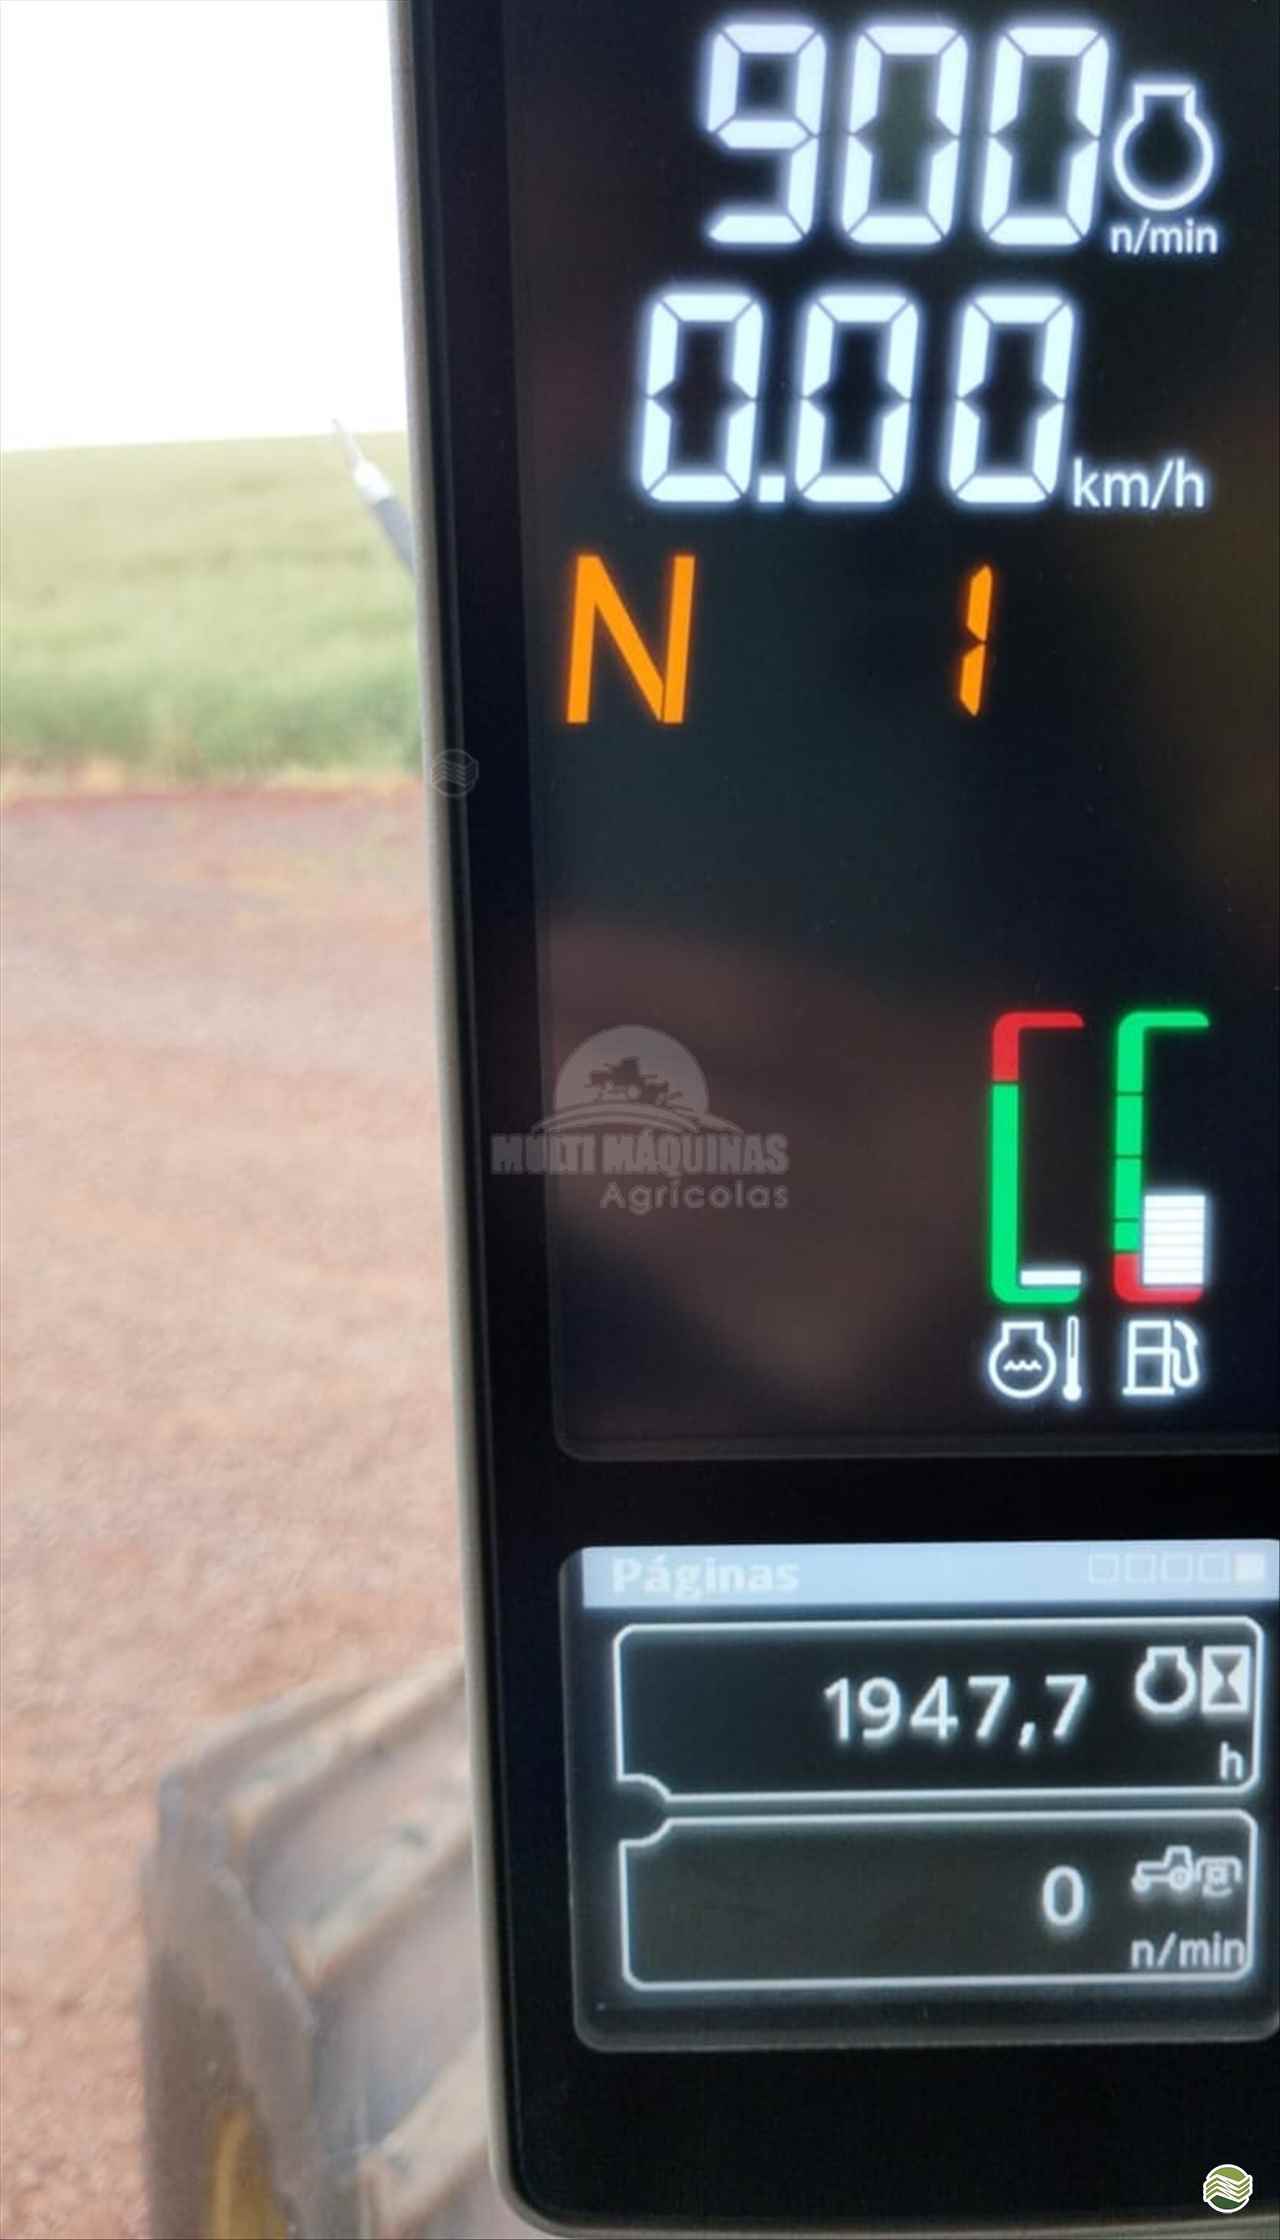 900
n/min
0.00 km/h
N 1
MULTI MÁQUINAS
Agrícolas
Páginas
1947,7
h
0
n/min